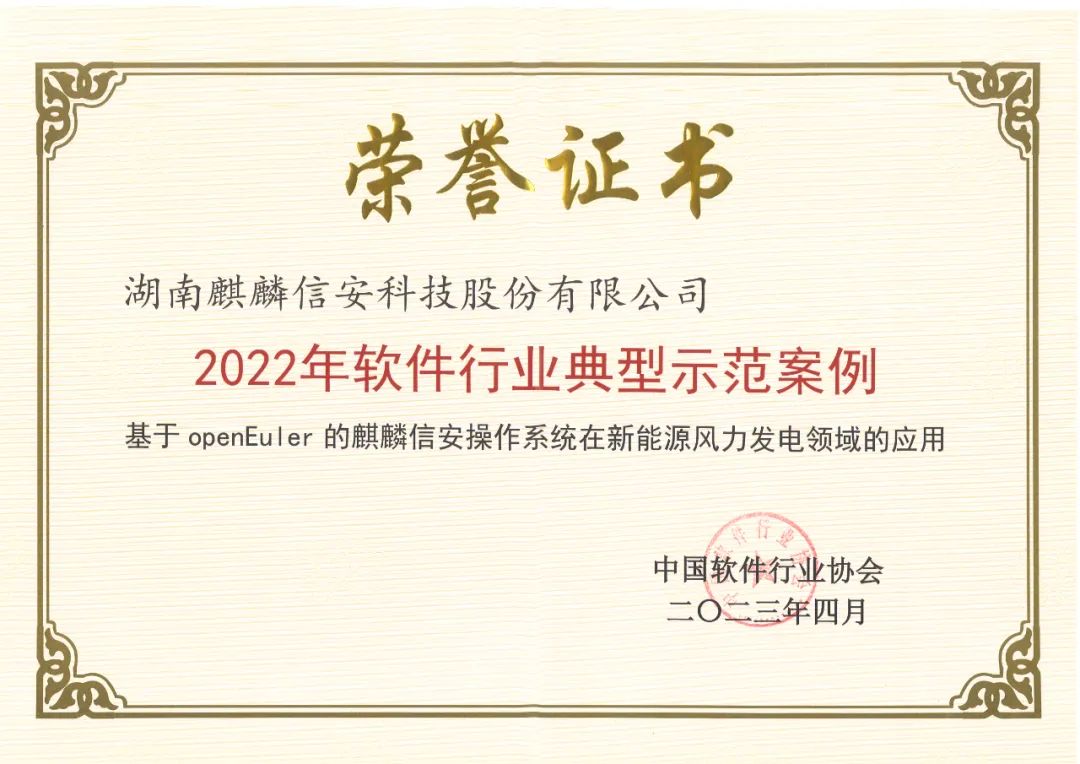 荣誉证书
湖南麒麟信安科技股份有限公司
2022年软件行业典型示范案例
基于 openEuler 的麒麟信安操作系统在新能源风力发电领域的应用
中国软件行业协会
二〇二三年四月